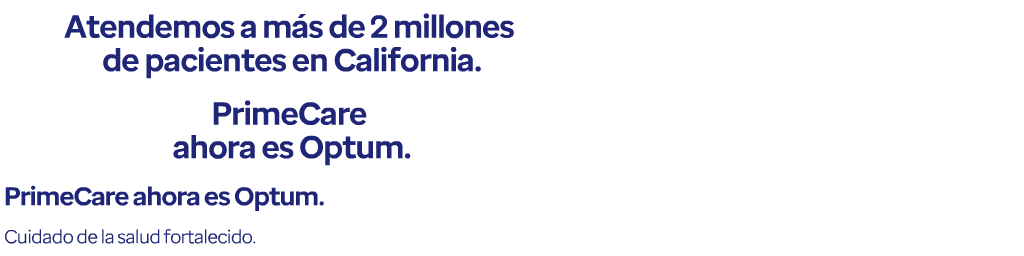 Atendemos a más de 2 millones
de pacientes en California.
PrimeCare
ahora es Optum.
PrimeCare ahora es Optum.
Cuidado de la salud fortalecido.